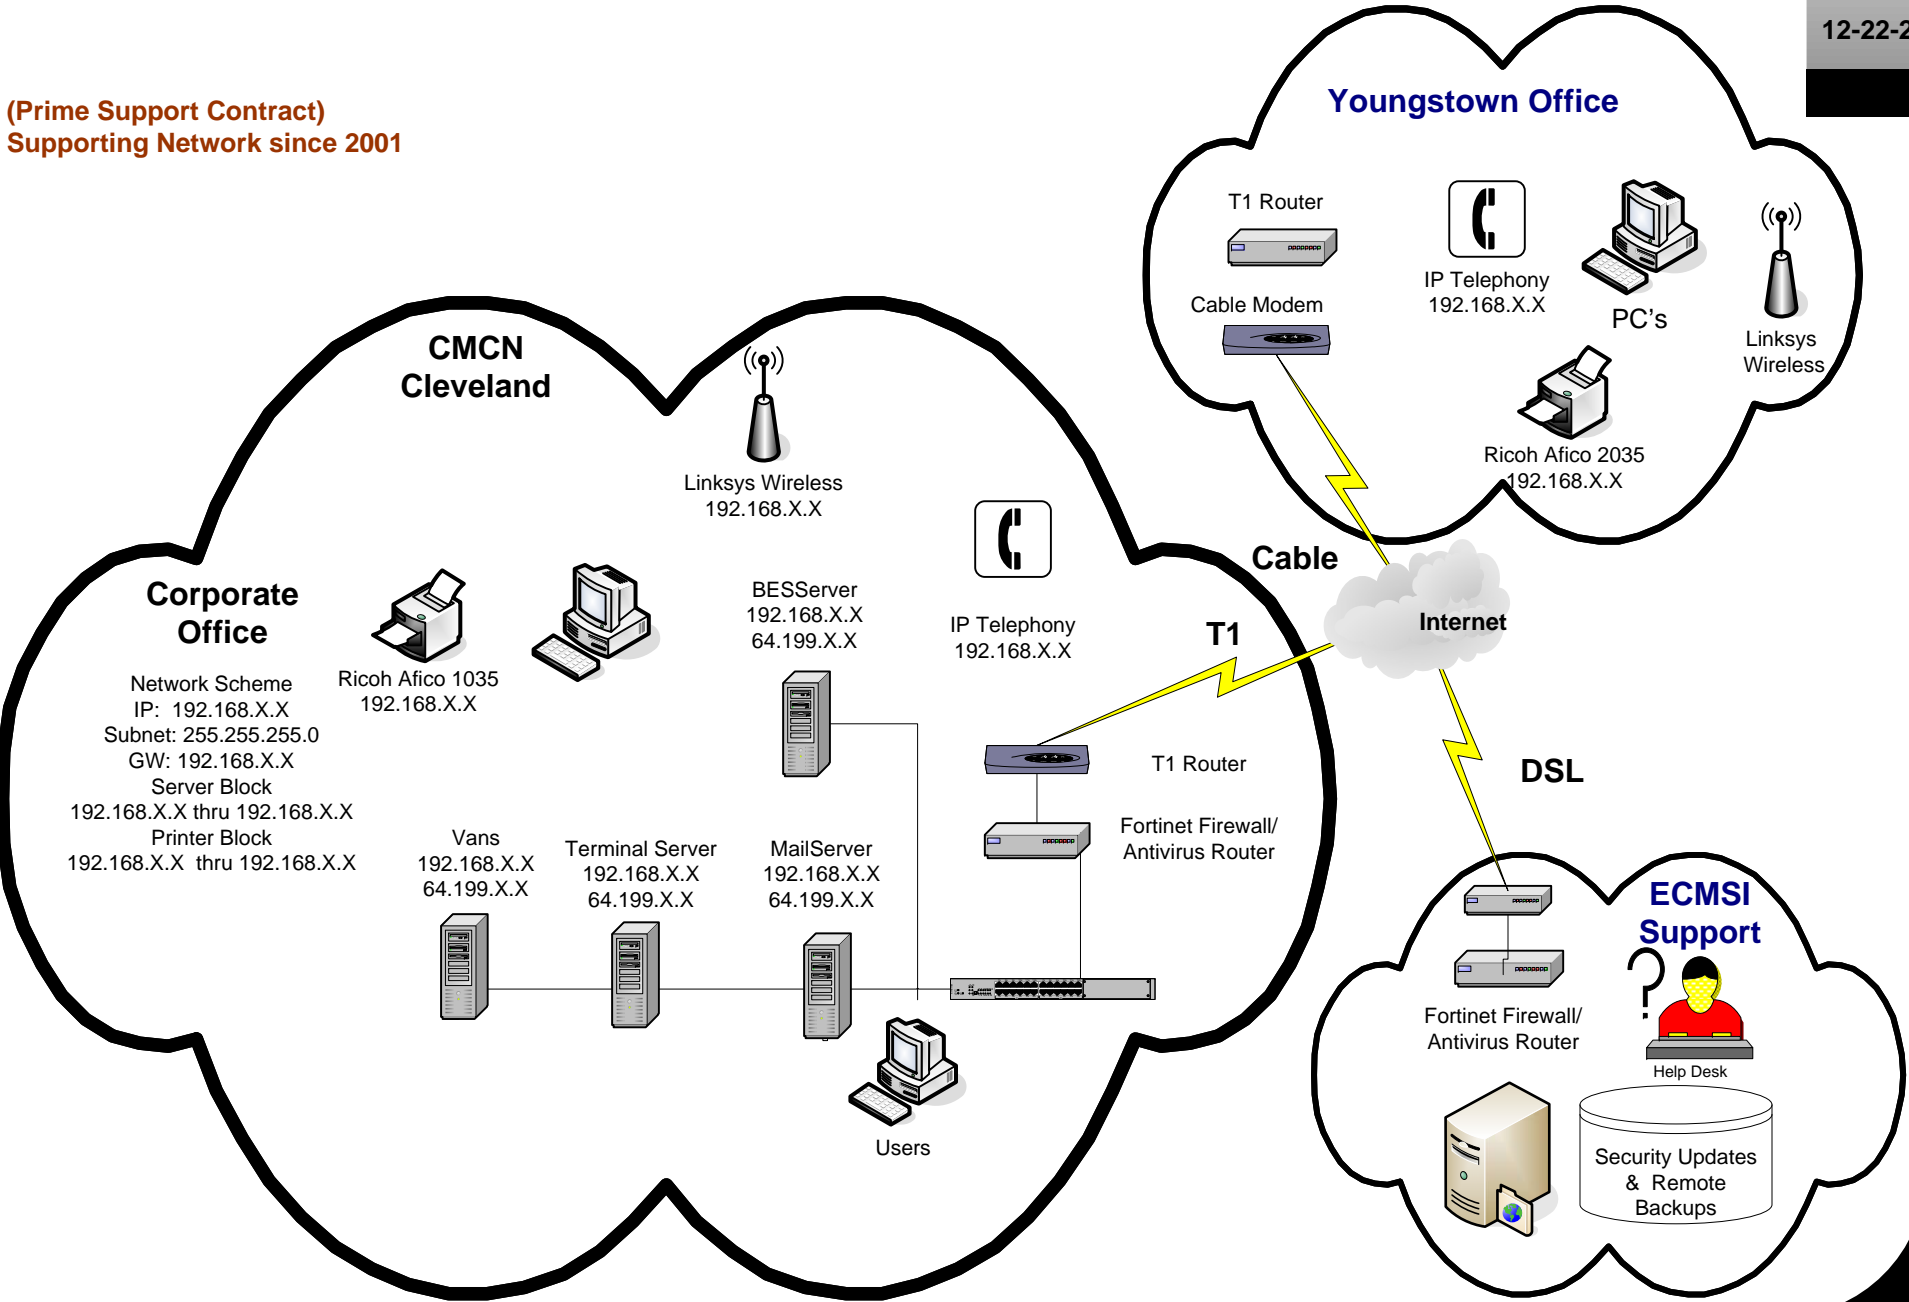 12-22-2
(Prime Support Contract)
Supporting Network since 2001
Youngstown Office
T1 Router
Cable Modem
IP Telephony
192.168.X.X
PC’s
Linksys
Wireless
Ricoh Afico 2035
192.168.X.X
CMCN
Cleveland
Linksys Wireless
192.168.X.X
Corporate
Office
Network Scheme
IP:  192.168.X.X
Subnet: 255.255.255.0
GW: 192.168.X.X
Server Block
192.168.X.X thru 192.168.X.X
Printer Block
192.168.X.X  thru 192.168.X.X
Ricoh Afico 1035
192.168.X.X
BESServer
192.168.X.X
64.199.X.X
IP Telephony
192.168.X.X
T1 Router
Fortinet Firewall/
Antivirus Router
Vans
192.168.X.X
64.199.X.X
Terminal Server
192.168.X.X
64.199.X.X
MailServer
192.168.X.X
64.199.X.X
Users
Cable
T1
Internet
DSL
ECMSI
Support
?
Fortinet Firewall/
Antivirus Router
Help Desk
Security Updates
&  Remote
Backups